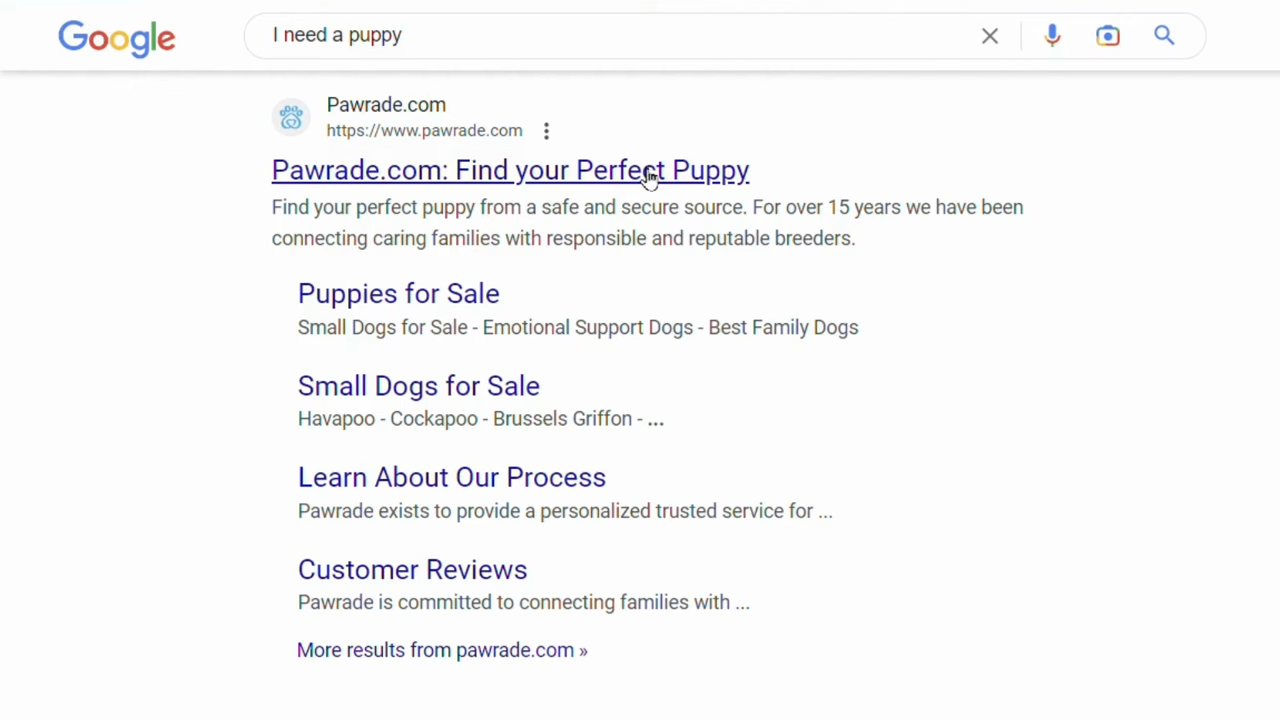 Google
I need a puppy
Pawrade.com
https://www.pawrade.com
Pawrade.com: Find your Perfect Puppy
Find your perfect puppy from a safe and secure source. For over 15 years we have been
connecting caring families with responsible and reputable breeders.
Puppies for Sale
Small Dogs for Sale - Emotional Support Dogs - Best Family Dogs
Small Dogs for Sale
Havapoo - Cockapoo - Brussels Griffon - ...
Learn About Our Process
Pawrade exists to provide a personalized trusted service for ...
Customer Reviews
Pawrade is committed to connecting families with ...
More results from pawrade.com »